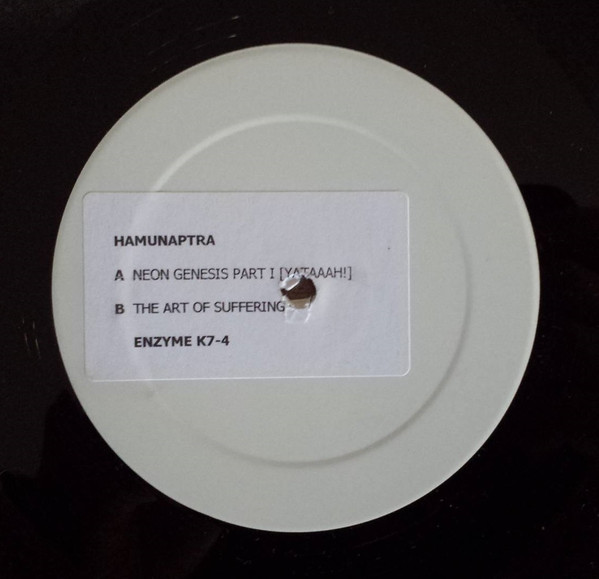 HAMUNAPTRA
A NEON GENESIS PART I [YATAAAH!]
B THE ART OF SUFFERING
ENZYME K7-4